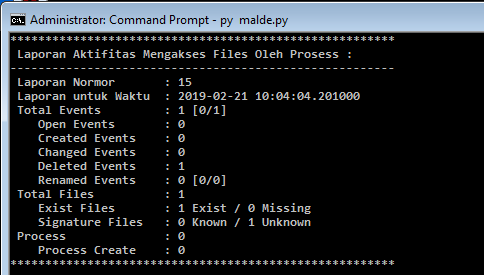 Administrator: Command Prompt - py malde.py
*******************************************************
Laporan Aktifitas Mengakses Files Oleh Prosess :
-------------------------------------------------------
Laporan Normor : 15
Laporan untuk Waktu : 2019-02-21 10:04:04.201000
Total Events : 1 [0/1]
Open Events : 0
Created Events : 0
Changed Events : 0
Deleted Events : 1
Renamed Events : 0 [0/0]
Total Files : 1
Exist Files : 1 Exist / 0 Missing
Signature Files : 0 Known / 1 Unknown
Process : 0
Process Create : 0
*******************************************************